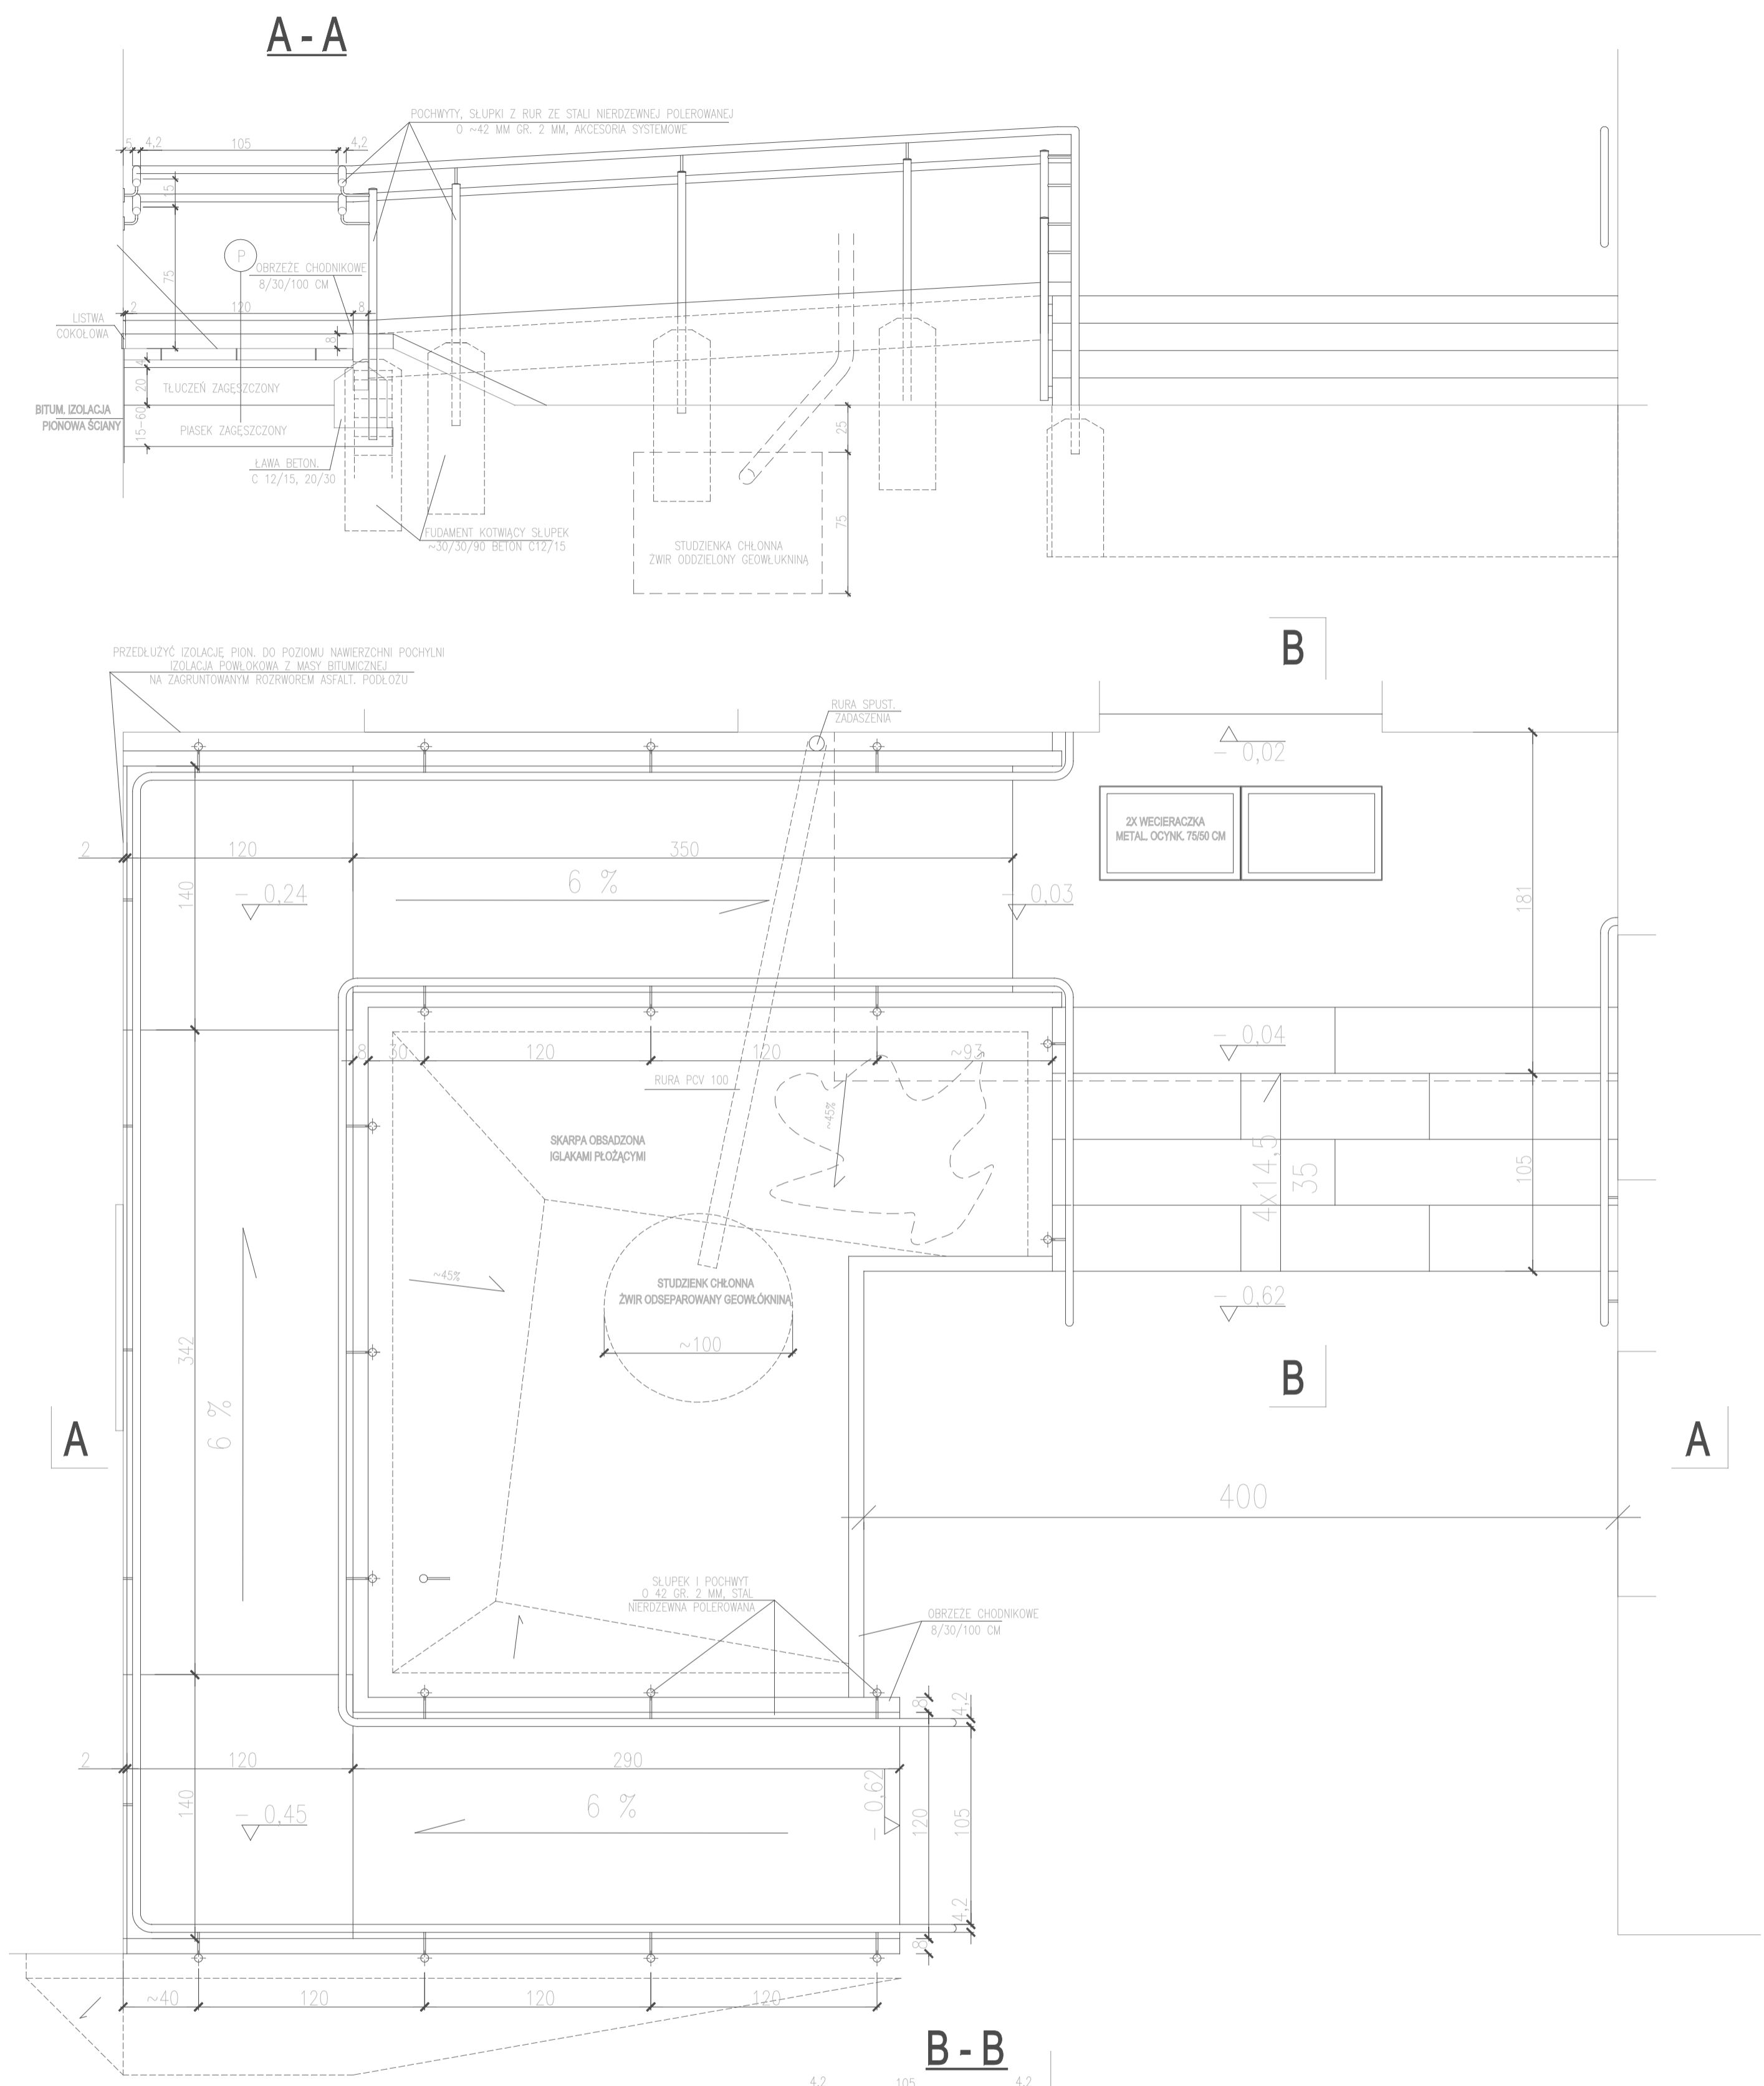 A - A
POCHWYTY, SŁUPKI Z RUR ZE STALI NIERDZEWNEJ POLEROWANEJ
O ~42 MM GR. 2 MM, AKCESORIA SYSTEMOWE
5
4,2
105
4,2
15
75
P
OBRZEŻE CHODNIKOWE
8/30/100 CM
2
120
8
LISTWA
COKOŁOWA
8
4
20
TŁUCZEŃ ZAGĘSZCZONY
BITUM. IZOLACJA
PIONOWA ŚCIANY
15-60
PIASEK ZAGĘSZCZONY
ŁAWA BETON.
C 12/15, 20/30
25
75
FUDAMENT KOTWIĄCY SŁUPEK
~30/30/90 BETON C12/15
STUDZIENKA CHŁONNA
ŻWIR ODDZIELONY GEOWŁUKNINĄ
B
PRZEDŁUŻYĆ IZOLACJĘ PION. DO POZIOMU NAWIERZCHNI POCHYLNI
IZOLACJA POWŁOKOWA Z MASY BITUMICZNEJ
NA ZAGRUNTOWANYM ROZRWOREM ASFALT. PODŁOŻU
RURA SPUST.
ZADASZENIA
- 0,02
2X WECIERACZKA
METAL. OCYNK. 75/50 CM
2
120
350
140
- 0,24
6 %
- 0,03
181
- 0,04
8
30
120
120
~93
RURA PCV 100
~45%
SKARPA OBSADZONA
IGLAKAMI PŁOŻĄCYMI
4x14,5
35
105
~45%
STUDZIENK CHŁONNA
ŻWIR ODSEPAROWANY GEOWŁÓKNINĄ
- 0,62
~100
342
6 %
B
A
A
400
SŁUPEK I POCHWYT
O 42 GR. 2 MM, STAL
NIERDZEWNA POLEROWANA
OBRZEŻE CHODNIKOWE
8/30/100 CM
8
4,2
2
120
290
140
- 0,45
6 %
- 0,62
120
105
4,2
8
~40
120
120
120
B - B
4,2
105
4,2